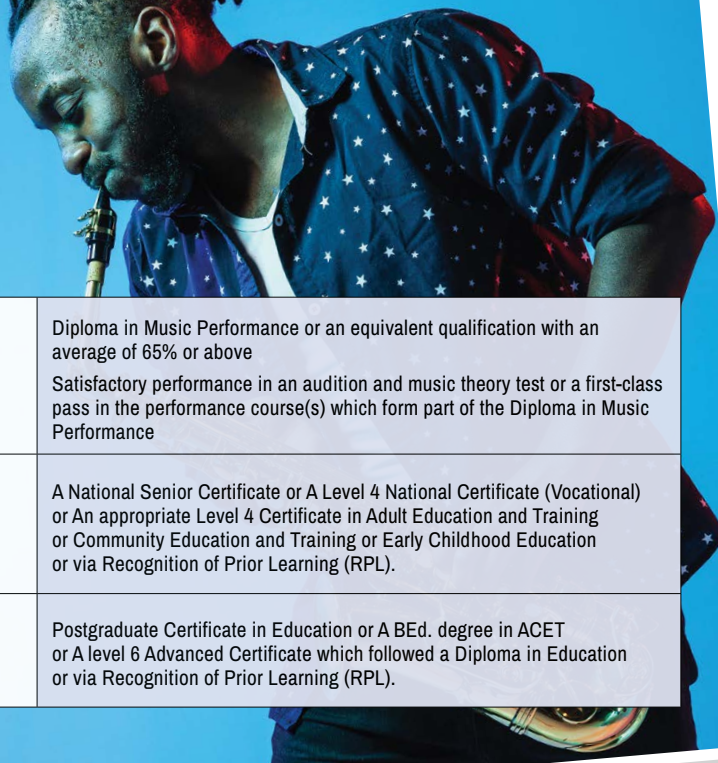 Diploma in Music Performance or an equivalent qualification with an
average of 65% or above
Satisfactory performance in an audition and music theory test or a first-class
pass in the performance course(s) which form part of the Diploma in Music
Performance
A National Senior Certificate or A Level 4 National Certificate (Vocational)
or An appropriate Level 4 Certificate in Adult Education and Training
or Community Education and Training or Early Childhood Education
or via Recognition of Prior Learning (RPL).
Postgraduate Certificate in Education or A BEd. degree in ACET
or A level 6 Advanced Certificate which followed a Diploma in Education
or via Recognition of Prior Learning (RPL).